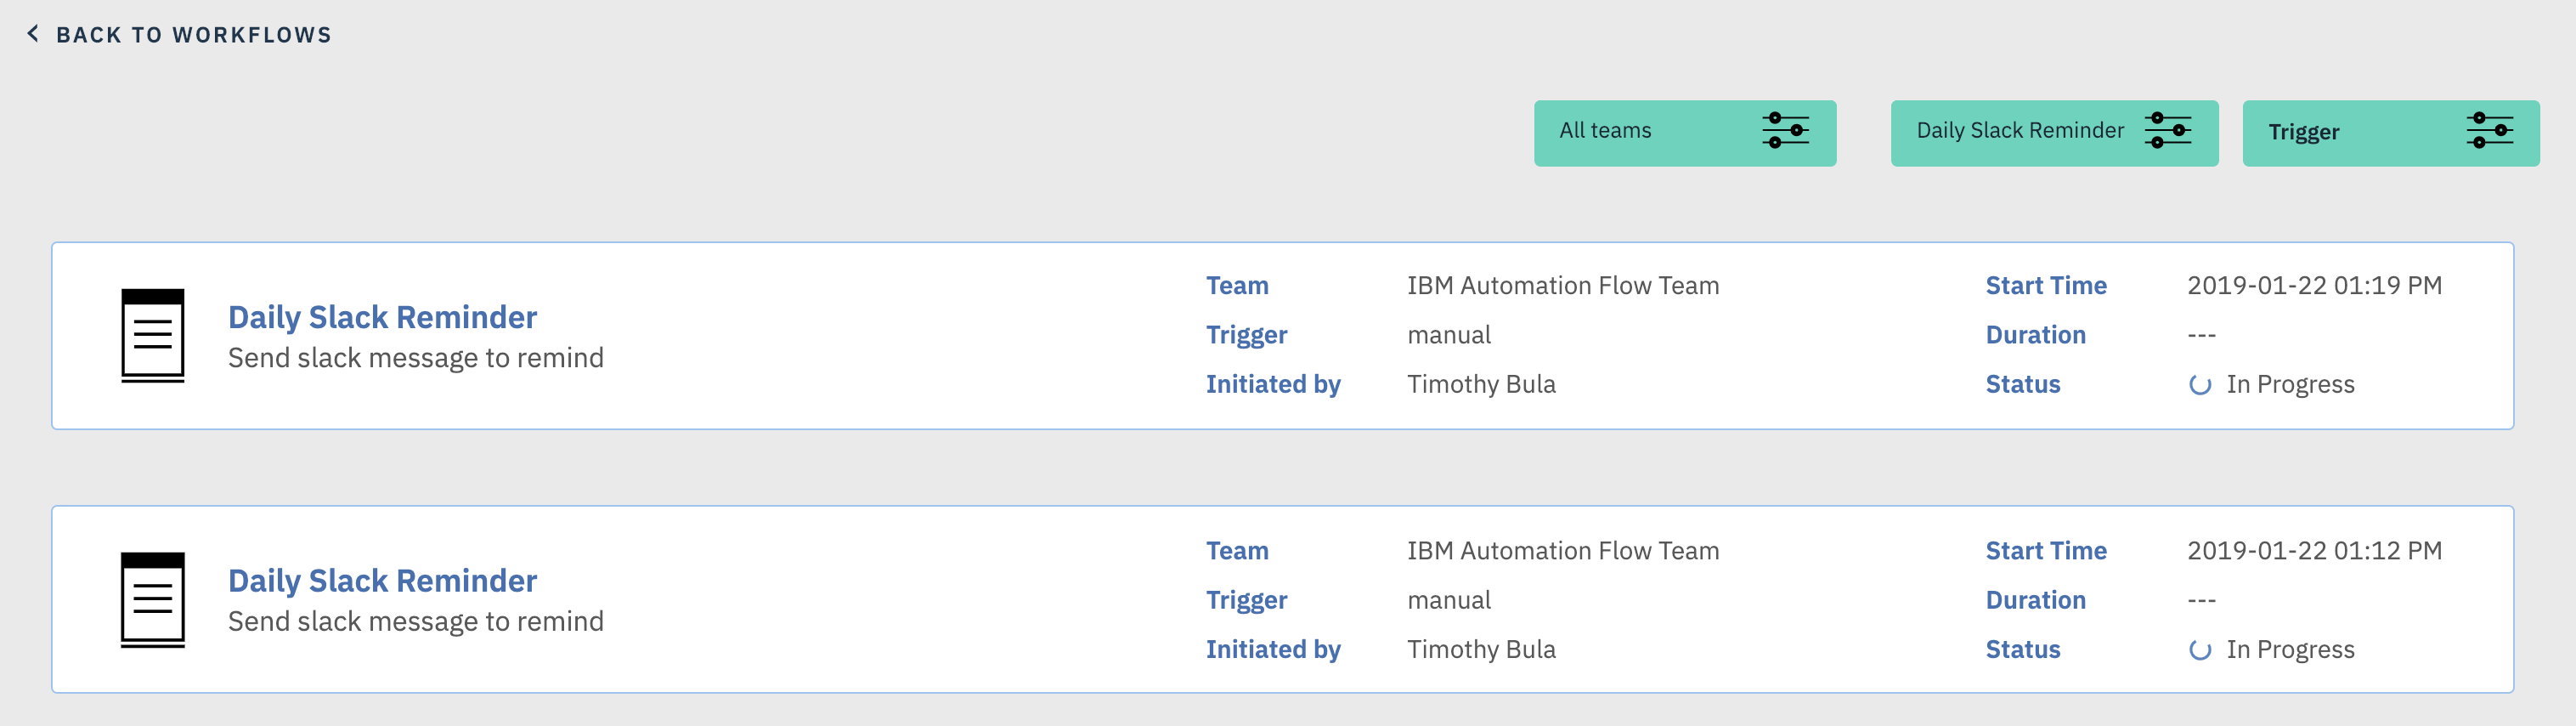 BACK TO WORKFLOWS
All teams
Daily Slack Reminder
Trigger
Daily Slack Reminder
Send slack message to remind
Team IBM Automation Flow Team
Trigger manual
Initiated by Timothy Bula
Start Time 2019-01-22 01:19 PM
Duration ---
Status In Progress
Daily Slack Reminder
Send slack message to remind
Team IBM Automation Flow Team
Trigger manual
Initiated by Timothy Bula
Start Time 2019-01-22 01:12 PM
Duration ---
Status In Progress